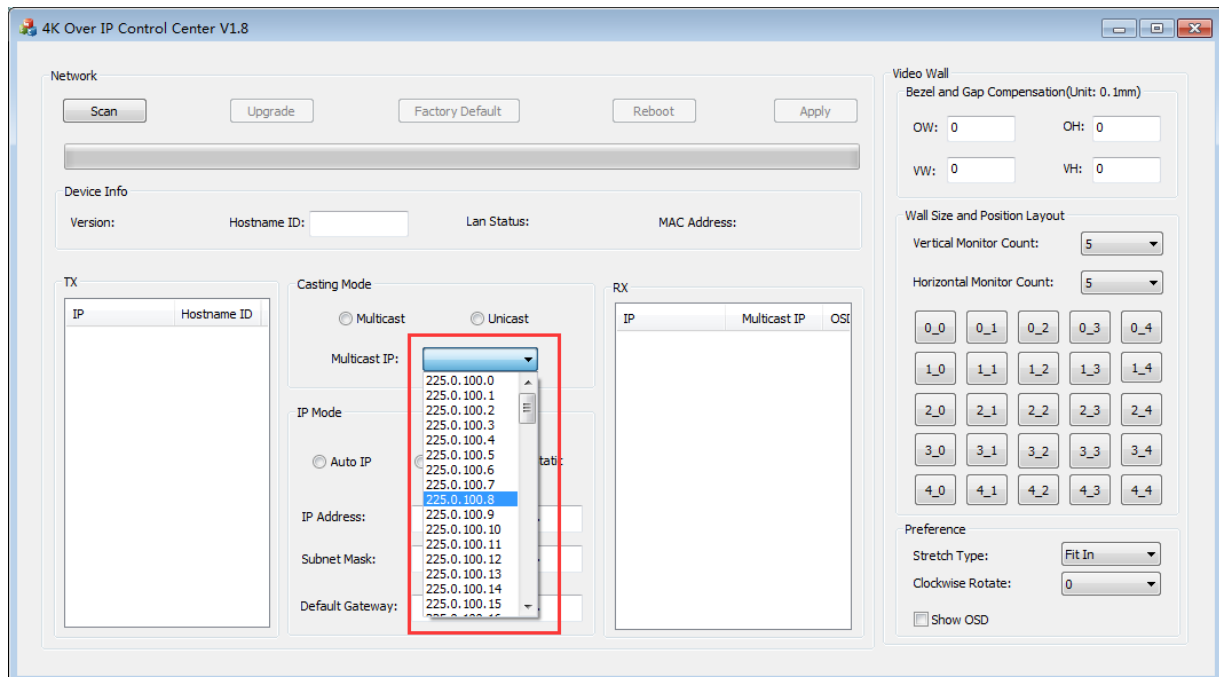 4K Over IP Control Center V1.8
Network
Scan Upgrade Factory Default Reboot Apply
Device Info
Version: Hostname ID: Lan Status: MAC Address:
TX
IP Hostname ID
Casting Mode
Multicast Unicast
Multicast IP:
225.0.100.0
225.0.100.1
225.0.100.2
225.0.100.3
225.0.100.4
225.0.100.5
225.0.100.6
225.0.100.7
225.0.100.8
225.0.100.9
225.0.100.10
225.0.100.11
225.0.100.12
225.0.100.13
225.0.100.14
225.0.100.15
IP Mode
Auto IP
IP Address:
Subnet Mask:
Default Gateway:
RX
IP Multicast IP
Video Wall
Bezel and Gap Compensation(Unit: 0.1mm)
OW: 0 OH: 0
VW: 0 VH: 0
Wall Size and Position Layout
Vertical Monitor Count: 5
Horizontal Monitor Count: 5
0_0 0_1 0_2 0_3 0_4
1_0 1_1 1_2 1_3 1_4
2_0 2_1 2_2 2_3 2_4
3_0 3_1 3_2 3_3 3_4
4_0 4_1 4_2 4_3 4_4
Preference
Stretch Type: Fit In
Clockwise Rotate: 0
Show OSD